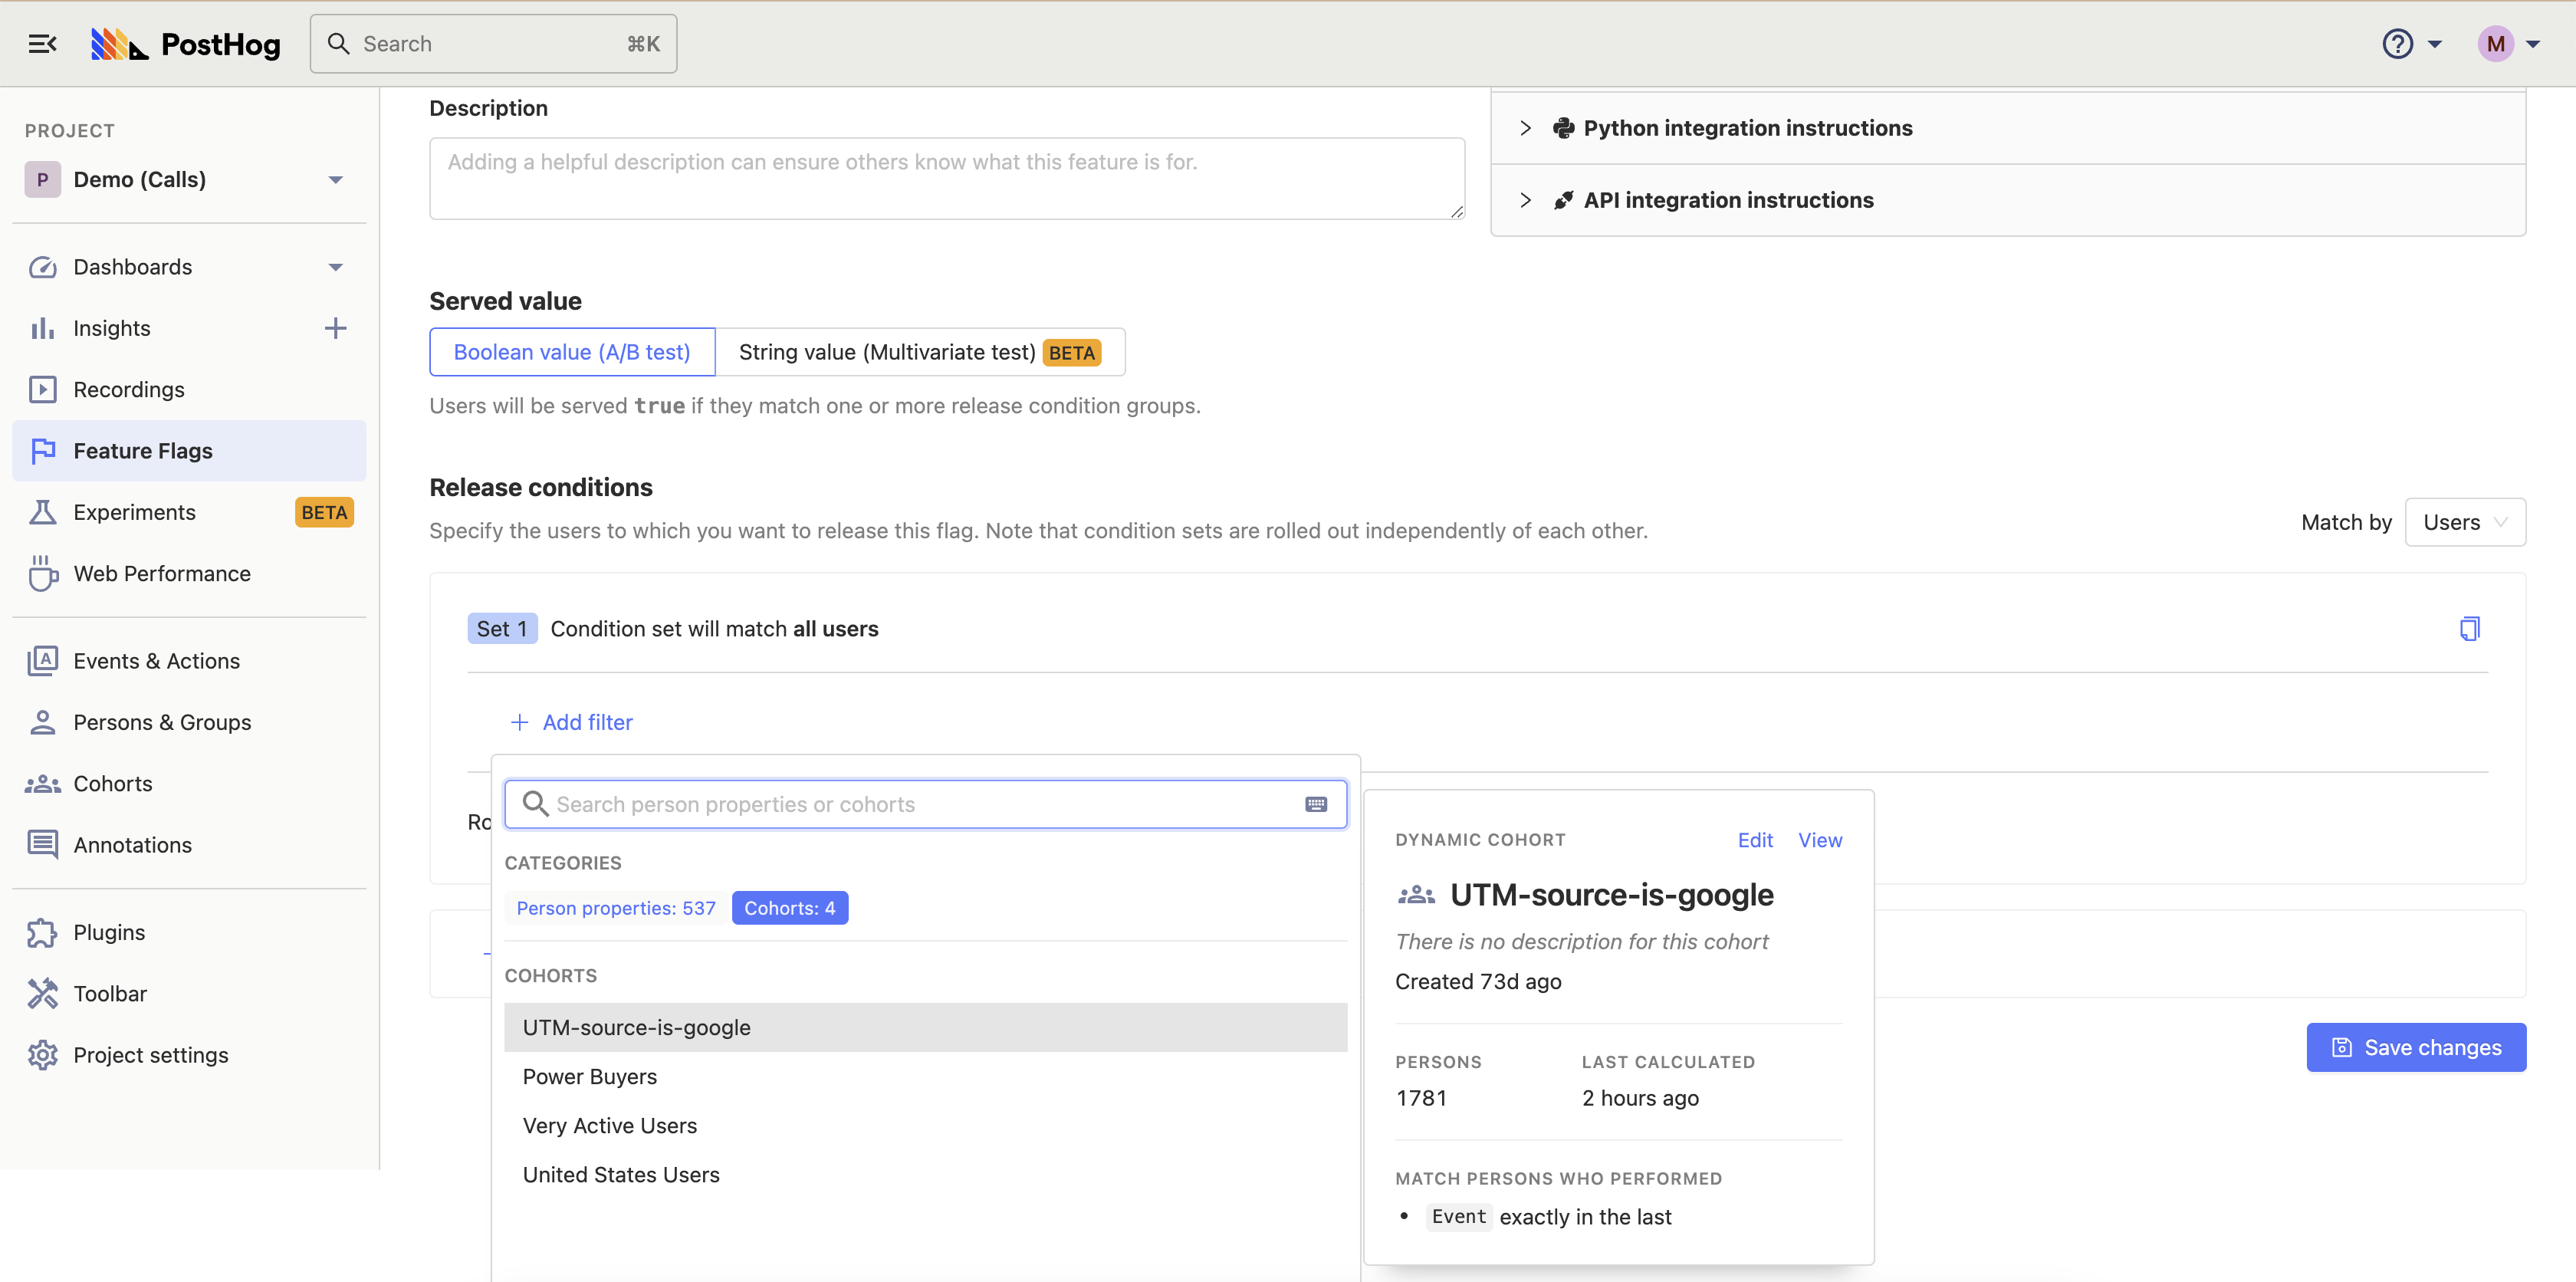 PostHog
Search ⌘K
M
PROJECT
P Demo (Calls)
Dashboards
Insights
Recordings
Feature Flags
Experiments BETA
Web Performance
Events & Actions
Persons & Groups
Cohorts
Annotations
Plugins
Toolbar
Project settings
Description
Adding a helpful description can ensure others know what this feature is for.
Python integration instructions
API integration instructions
Served value
Boolean value (A/B test) String value (Multivariate test) BETA
Users will be served true if they match one or more release condition groups.
Release conditions
Specify the users to which you want to release this flag. Note that condition sets are rolled out independently of each other.
Match by Users
Set 1 Condition set will match all users
+ Add filter
Ro
Search person properties or cohorts
CATEGORIES
Person properties: 537 Cohorts: 4
COHORTS
UTM-source-is-google
Power Buyers
Very Active Users
United States Users
DYNAMIC COHORT Edit View
UTM-source-is-google
There is no description for this cohort
Created 73d ago
PERSONS LAST CALCULATED
1781 2 hours ago
MATCH PERSONS WHO PERFORMED
• Event exactly in the last
Save changes